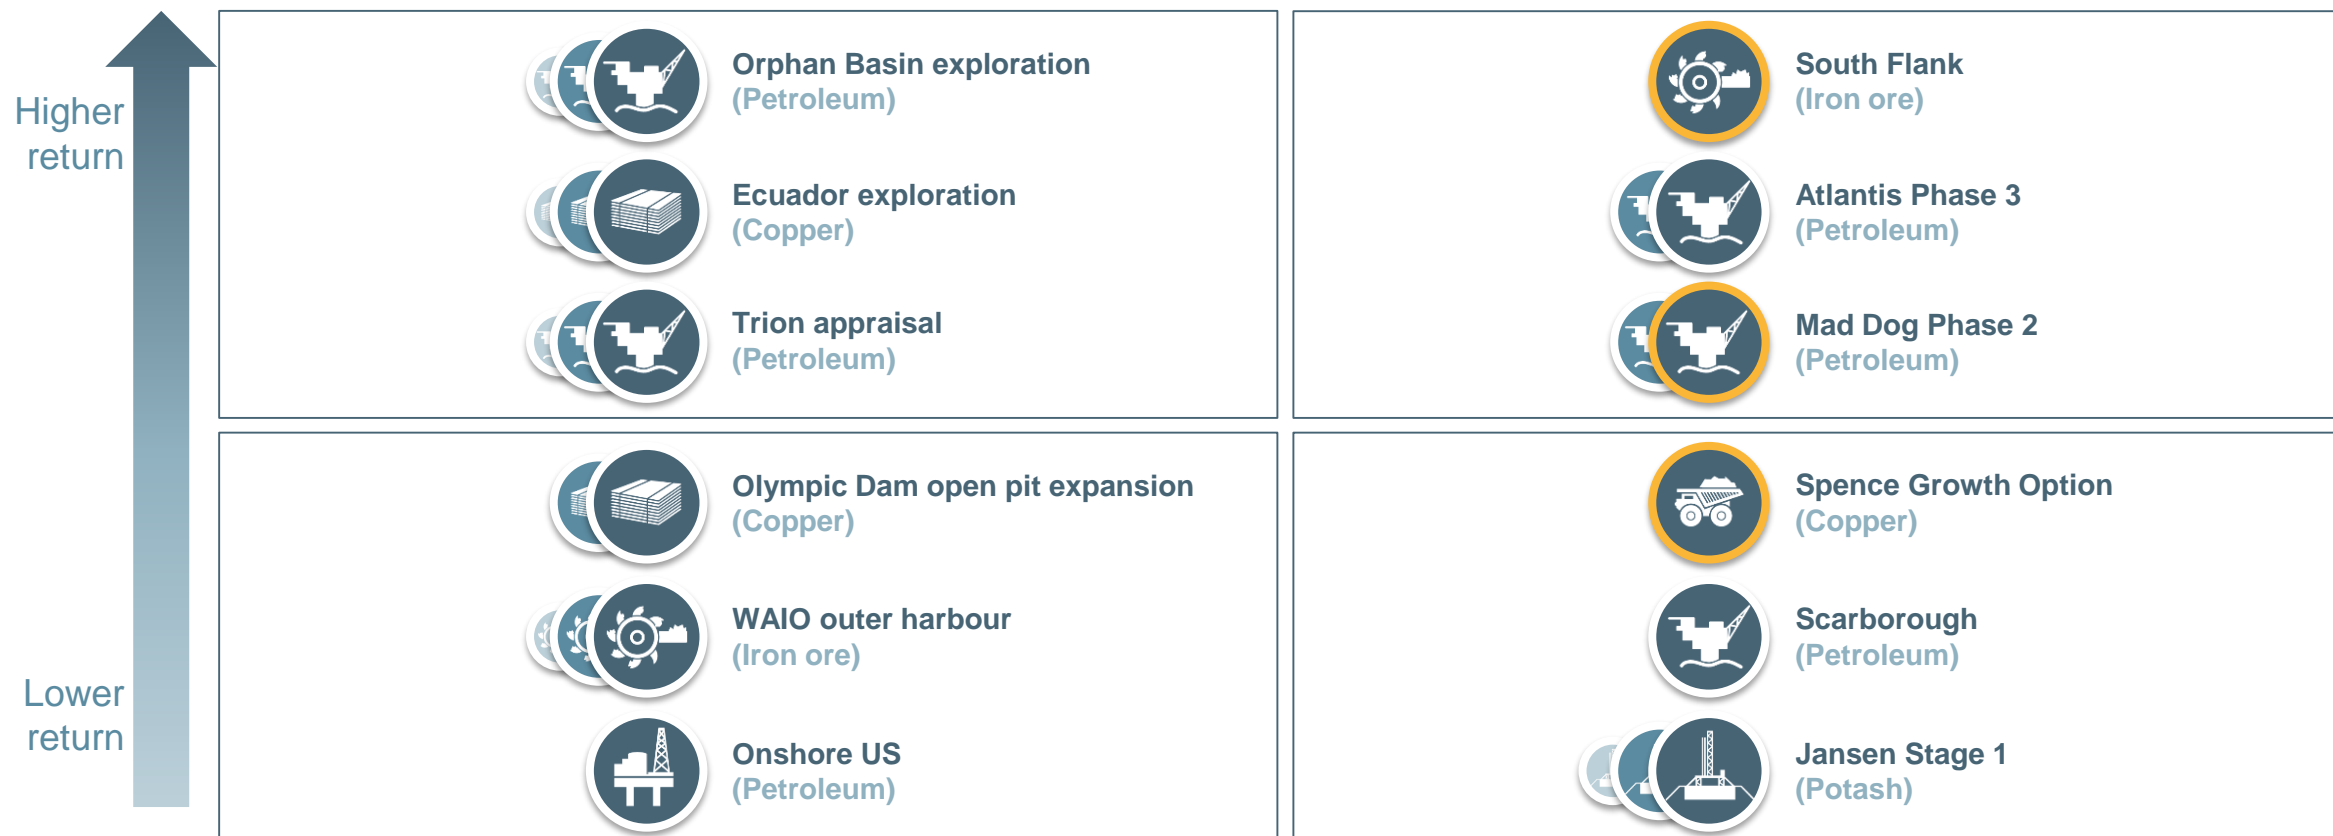 Higher
return
Lower
return
Orphan Basin exploration
(Petroleum)
Ecuador exploration
(Copper)
Trion appraisal
(Petroleum)
South Flank
(Iron ore)
Atlantis Phase 3
(Petroleum)
Mad Dog Phase 2
(Petroleum)
Olympic Dam open pit expansion
(Copper)
WAIO outer harbour
(Iron ore)
Onshore US
(Petroleum)
Spence Growth Option
(Copper)
Scarborough
(Petroleum)
Jansen Stage 1
(Potash)